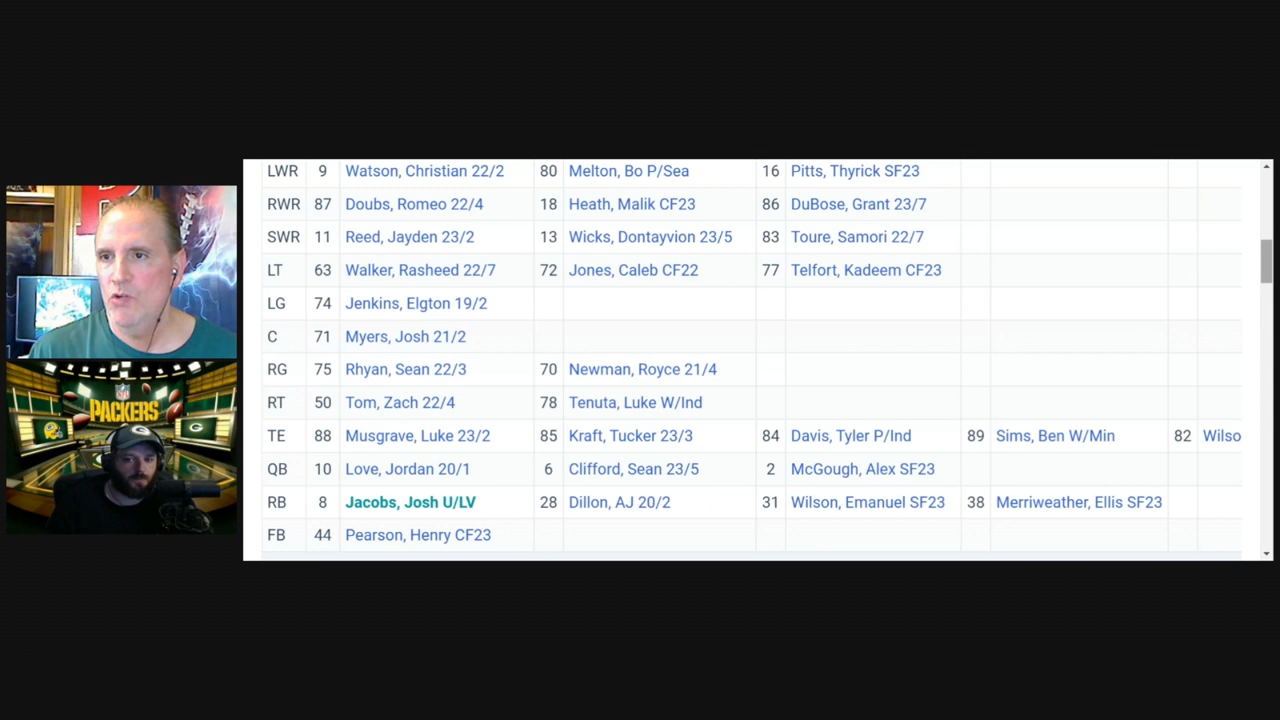 LWR 9 Watson, Christian 22/2 80 Melton, Bo P/Sea 16 Pitts, Thyrick SF23
RWR 87 Doubs, Romeo 22/4 18 Heath, Malik CF23 86 DuBose, Grant 23/7
SWR 11 Reed, Jayden 23/2 13 Wicks, Dontayvion 23/5 83 Toure, Samori 22/7
LT 63 Walker, Rasheed 22/7 72 Jones, Caleb CF22 77 Telfort, Kadeem CF23
LG 74 Jenkins, Elgton 19/2
C 71 Myers, Josh 21/2
RG 75 Rhyan, Sean 22/3 70 Newman, Royce 21/4
RT 50 Tom, Zach 22/4 78 Tenuta, Luke W/Ind
TE 88 Musgrave, Luke 23/2 85 Kraft, Tucker 23/3 84 Davis, Tyler P/Ind 89 Sims, Ben W/Min 82 Wilso
QB 10 Love, Jordan 20/1 6 Clifford, Sean 23/5 2 McGough, Alex SF23
RB 8 Jacobs, Josh U/LV 28 Dillon, AJ 20/2 31 Wilson, Emanuel SF23 38 Merriweather, Ellis SF23
FB 44 Pearson, Henry CF23
NFL
PACKERS
G
G
G